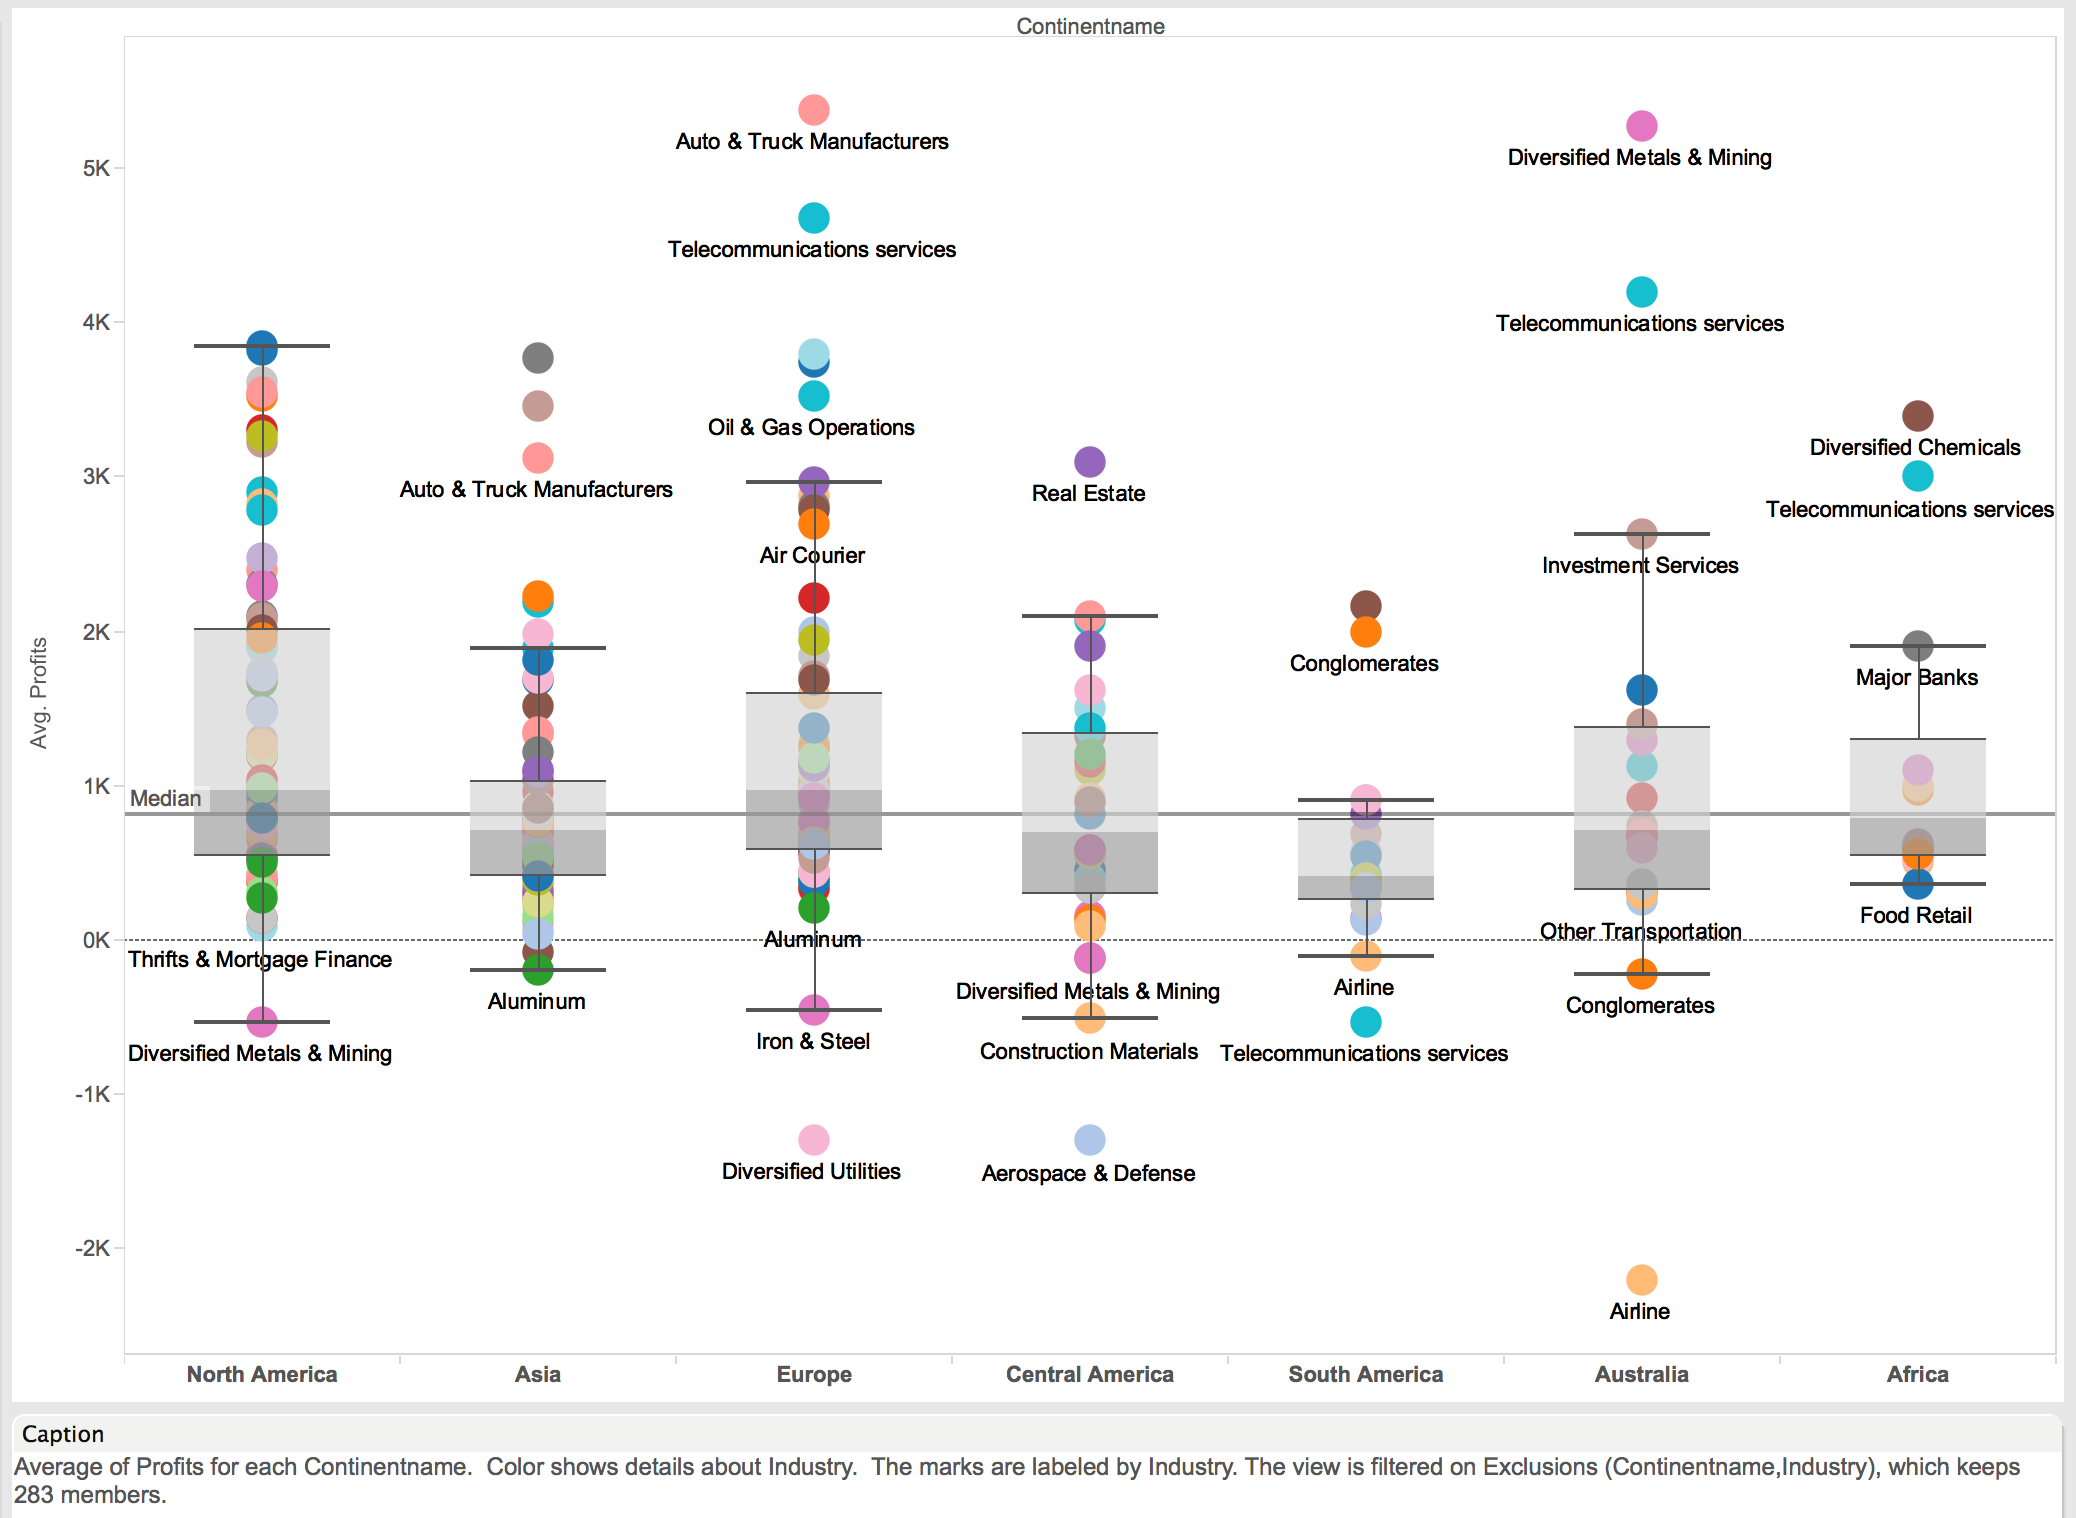 Continentname
Auto & Truck Manufacturers
Diversified Metals & Mining
5K
Telecommunications services
Telecommunications services
4K
Oil & Gas Operations
Diversified Chemicals
3K
Auto & Truck Manufacturers
Real Estate
Telecommunications services
Air Courier
Investment Services
2K
Conglomerates
Major Banks
Avg. Profits
1K
Median
Food Retail
0K
Aluminum
Other Transportation
Thrifts & Mortgage Finance
Aluminum
Diversified Metals & Mining
Airline
Conglomerates
Iron & Steel
Diversified Metals & Mining
Construction Materials
Telecommunications services
-1K
Diversified Utilities
Aerospace & Defense
-2K
Airline
North America
Asia
Europe
Central America
South America
Australia
Africa
Caption
Average of Profits for each Continentname.  Color shows details about Industry.  The marks are labeled by Industry. The view is filtered on Exclusions (Continentname,Industry), which keeps
283 members.